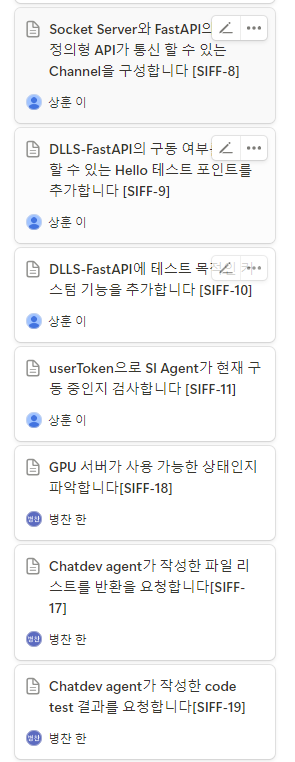 Socket Server와 FastAPI의
정의형 API가 통신 할 수 있는
Channel을 구성합니다 [SIFF-8]
상훈 이
DLLS-FastAPI의 구동 여부
할 수 있는 Hello 테스트 포인트를
추가합니다 [SIFF-9]
상훈 이
DLLS-FastAPI에 테스트 목적인 커
스텀 기능을 추가합니다 [SIFF-10]
상훈 이
userToken으로 SI Agent가 현재 구
동 중인지 검사합니다 [SIFF-11]
상훈 이
GPU 서버가 사용 가능한 상태인지
파악합니다[SIFF-18]
병찬 병찬 한
Chatdev agent가 작성한 파일 리
스트를 반환을 요청합니다[SIFF-
17]
병찬 병찬 한
Chatdev agent가 작성한 code
test 결과를 요청합니다[SIFF-19]
병찬 병찬 한